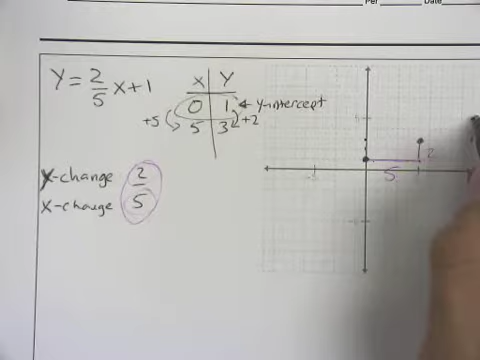 Per Date
Y = 2/5 x + 1
X Y
0 1 ← y-intercept
+5 5 3 +2
Y-change 2
X-change 5
2
5